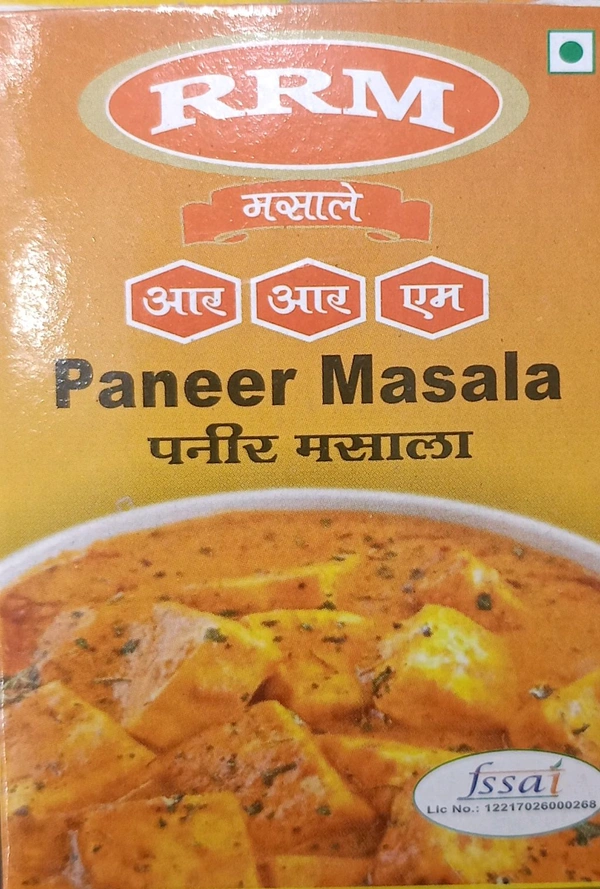 RRM
मसाले
आर आर एम
Paneer Masala
पनीर मसाला
fssai
Lic No.: 12217026000268